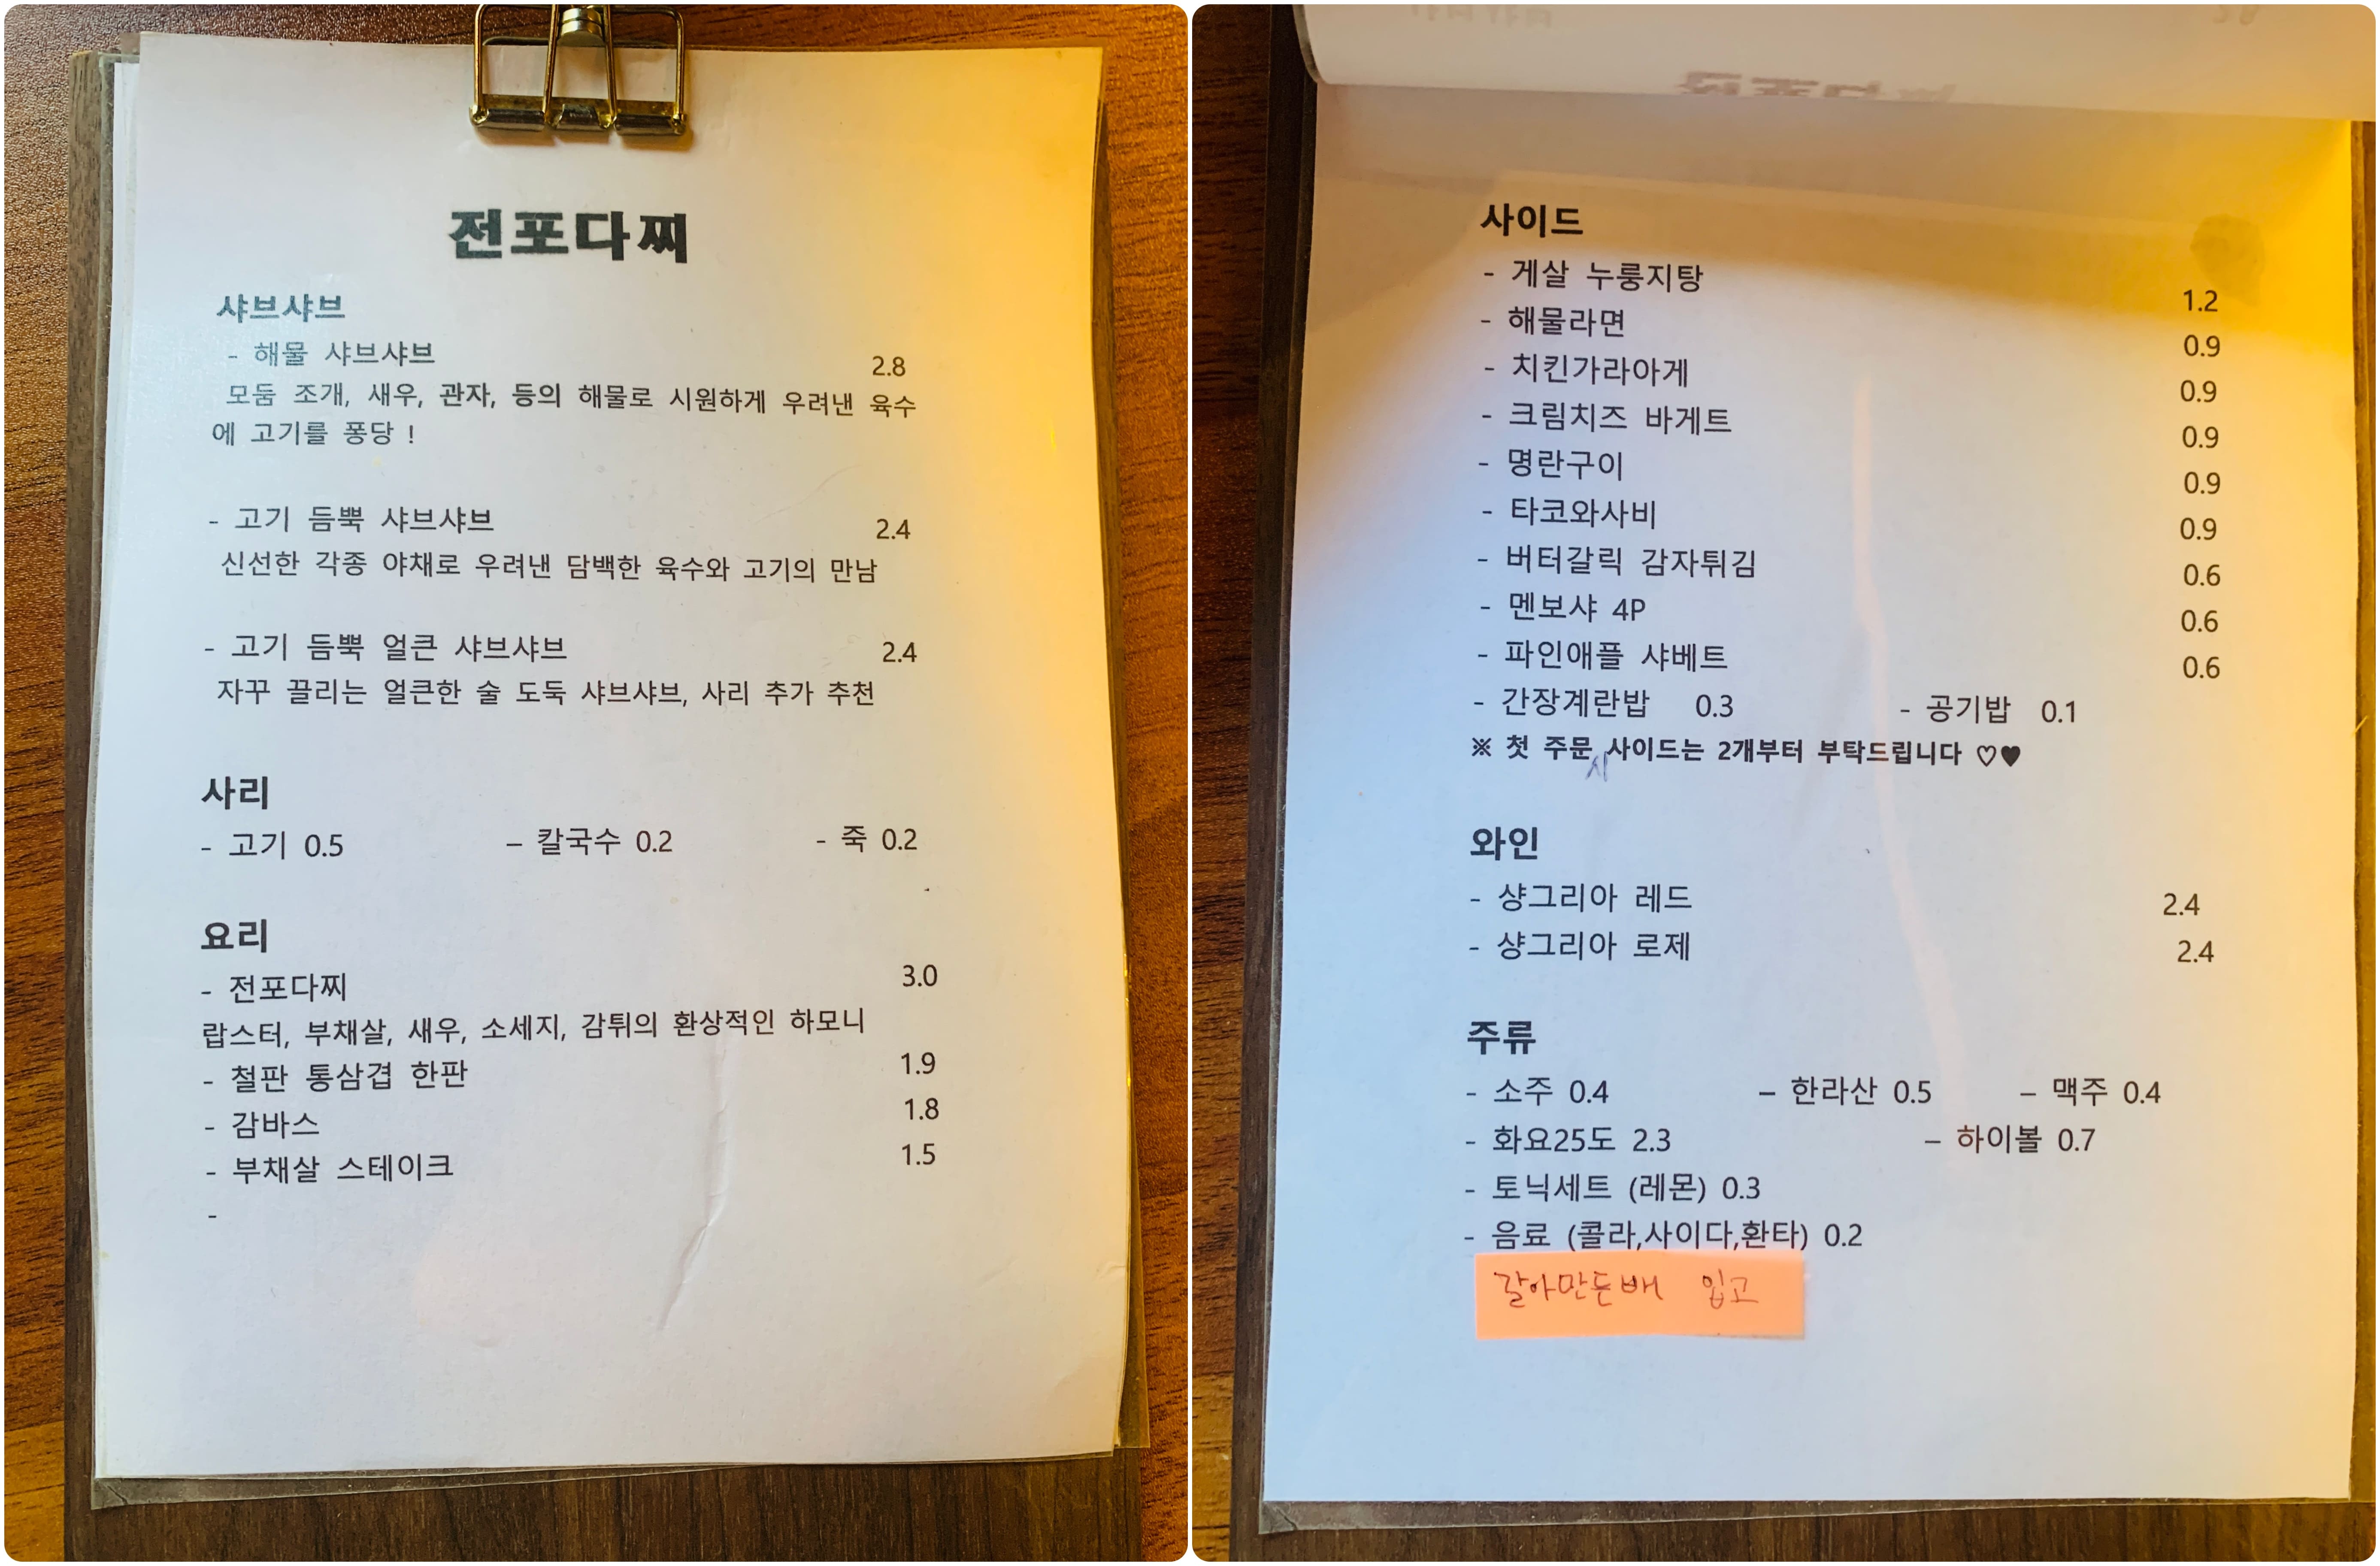 전포다찌
샤브샤브
- 해물 샤브샤브 2.8
모둠 조개, 새우, 관자, 등의 해물로 시원하게 우려낸 육수
에 고기를 퐁당 !
- 고기 듬뿍 샤브샤브 2.4
신선한 각종 야채로 우려낸 담백한 육수와 고기의 만남
- 고기 듬뿍 얼큰 샤브샤브 2.4
자꾸 끌리는 얼큰한 술 도둑 샤브샤브, 사리 추가 추천
사리
- 고기 0.5 – 칼국수 0.2 - 죽 0.2
요리
- 전포다찌 3.0
랍스터, 부채살, 새우, 소세지, 감튀의 환상적인 하모니
- 철판 통삼겹 한판 1.9
- 감바스 1.8
- 부채살 스테이크 1.5
-
사이드
- 게살 누룽지탕 1.2
- 해물라면 0.9
- 치킨가라아게 0.9
- 크림치즈 바게트 0.9
- 명란구이 0.9
- 타코와사비 0.9
- 버터갈릭 감자튀김 0.6
- 멘보샤 4P 0.6
- 파인애플 샤베트 0.6
- 간장계란밥 0.3 - 공기밥 0.1
※ 첫 주문시 사이드는 2개부터 부탁드립니다 ♡♥
와인
- 샹그리아 레드 2.4
- 샹그리아 로제 2.4
주류
- 소주 0.4 – 한라산 0.5 – 맥주 0.4
- 화요25도 2.3 – 하이볼 0.7
- 토닉세트 (레몬) 0.3
- 음료 (콜라,사이다,환타) 0.2
갈아만든배 입고